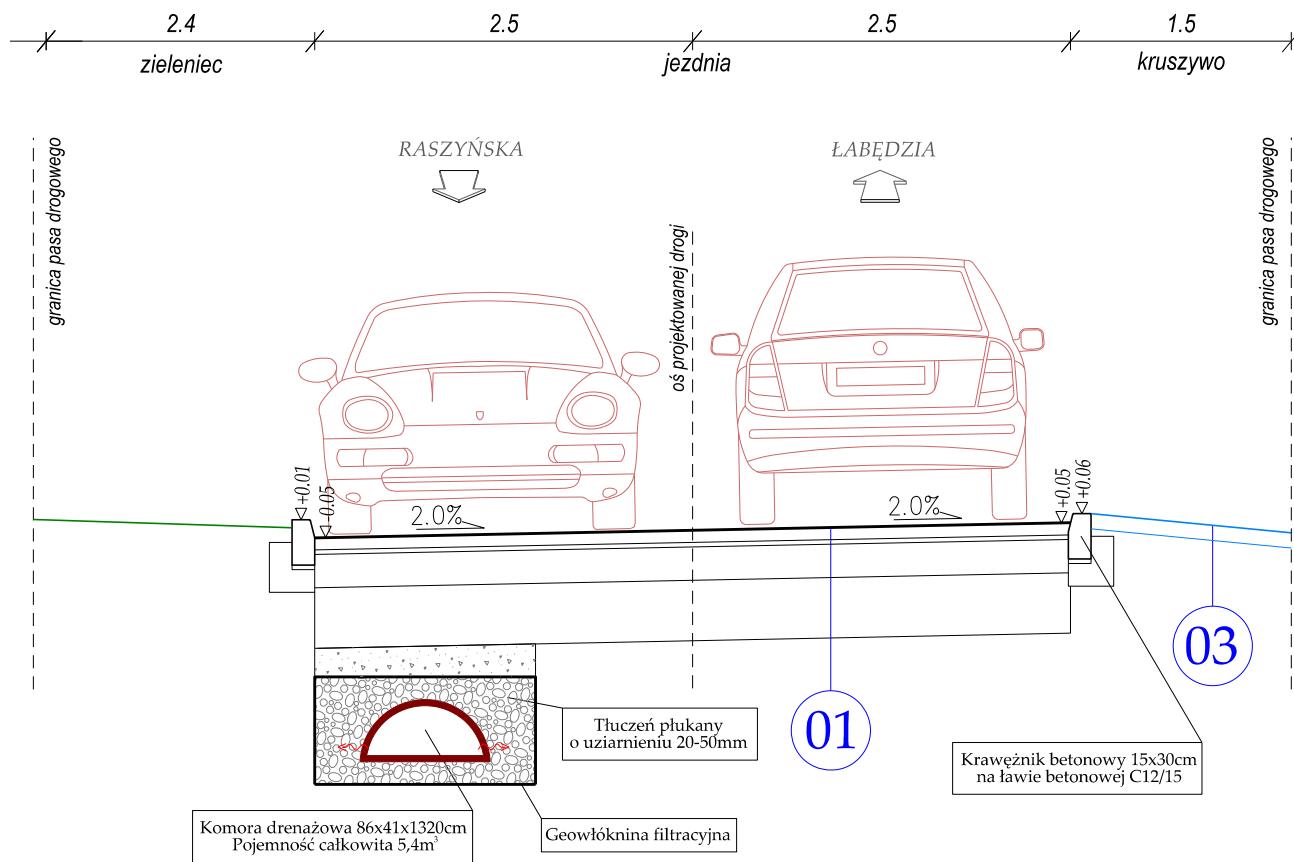 2.4
2.5
2.5
1.5
zieleniec
jezdnia
kruszywo
granica pasa drogowego
RASZYŃSKA
ŁABĘDZIA
granica pasa drogowego
oś projektowanej drogi
+0.01
-0.05
2.0%
2.0%
+0.05
+0.06
03
01
Tłuczeń płukany
o uziarnieniu 20-50mm
Krawężnik betonowy 15x30cm
na ławie betonowej C12/15
Komora drenażowa 86x41x1320cm
Pojemność całkowita 5,4m³
Geowłóknina filtracyjna